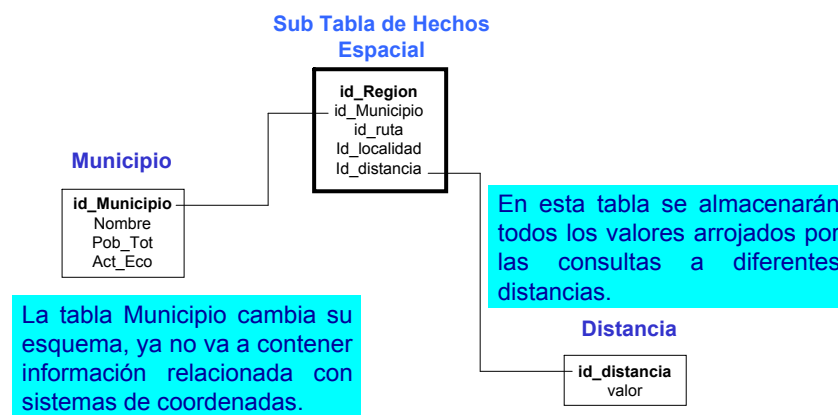 Sub Tabla de Hechos
Espacial
id_Region
id_Municipio
id_ruta
Id_localidad
Id_distancia
Municipio
id_Municipio
Nombre
Pob_Tot
Act_Eco
En esta tabla se almacenarán
todos los valores arrojados por
las consultas a diferentes
distancias.
La tabla Municipio cambia su
esquema, ya no va a contener
información relacionada con
sistemas de coordenadas.
Distancia
id_distancia
valor